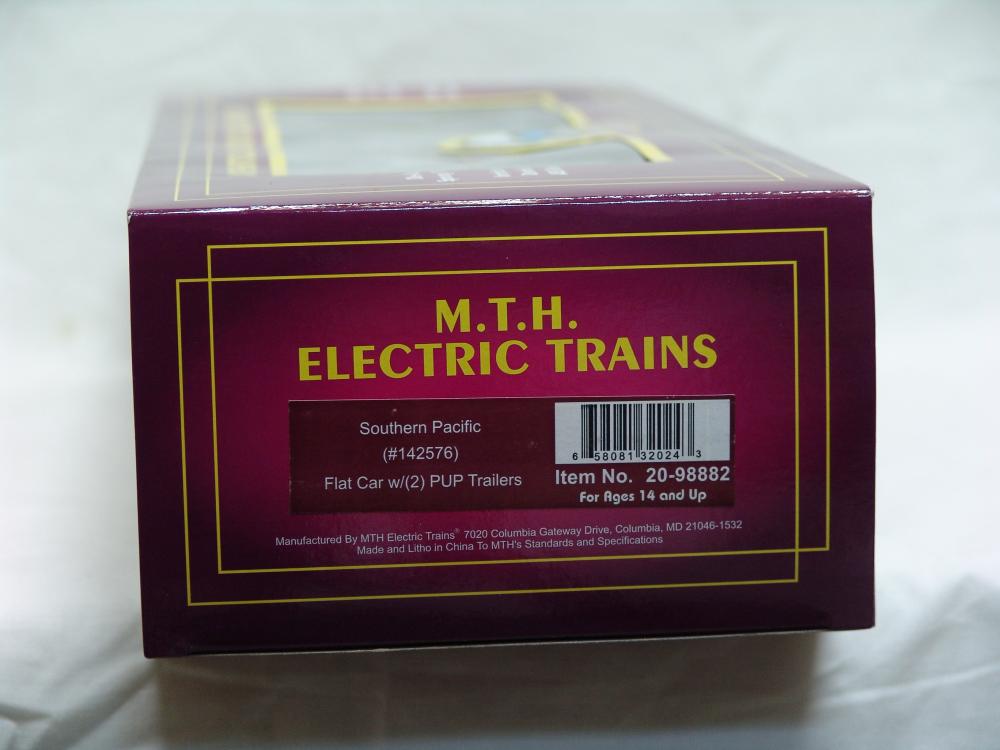 M.T.H.
ELECTRIC TRAINS
Southern Pacific
(#142576)
Flat Car w/(2) PUP Trailers
6 58081 32024 3
Item No. 20-98882
For Ages 14 and Up
Manufactured By MTH Electric Trains® 7020 Columbia Gateway Drive, Columbia, MD 21046-1532
Made and Litho in China To MTH's Standards and Specifications